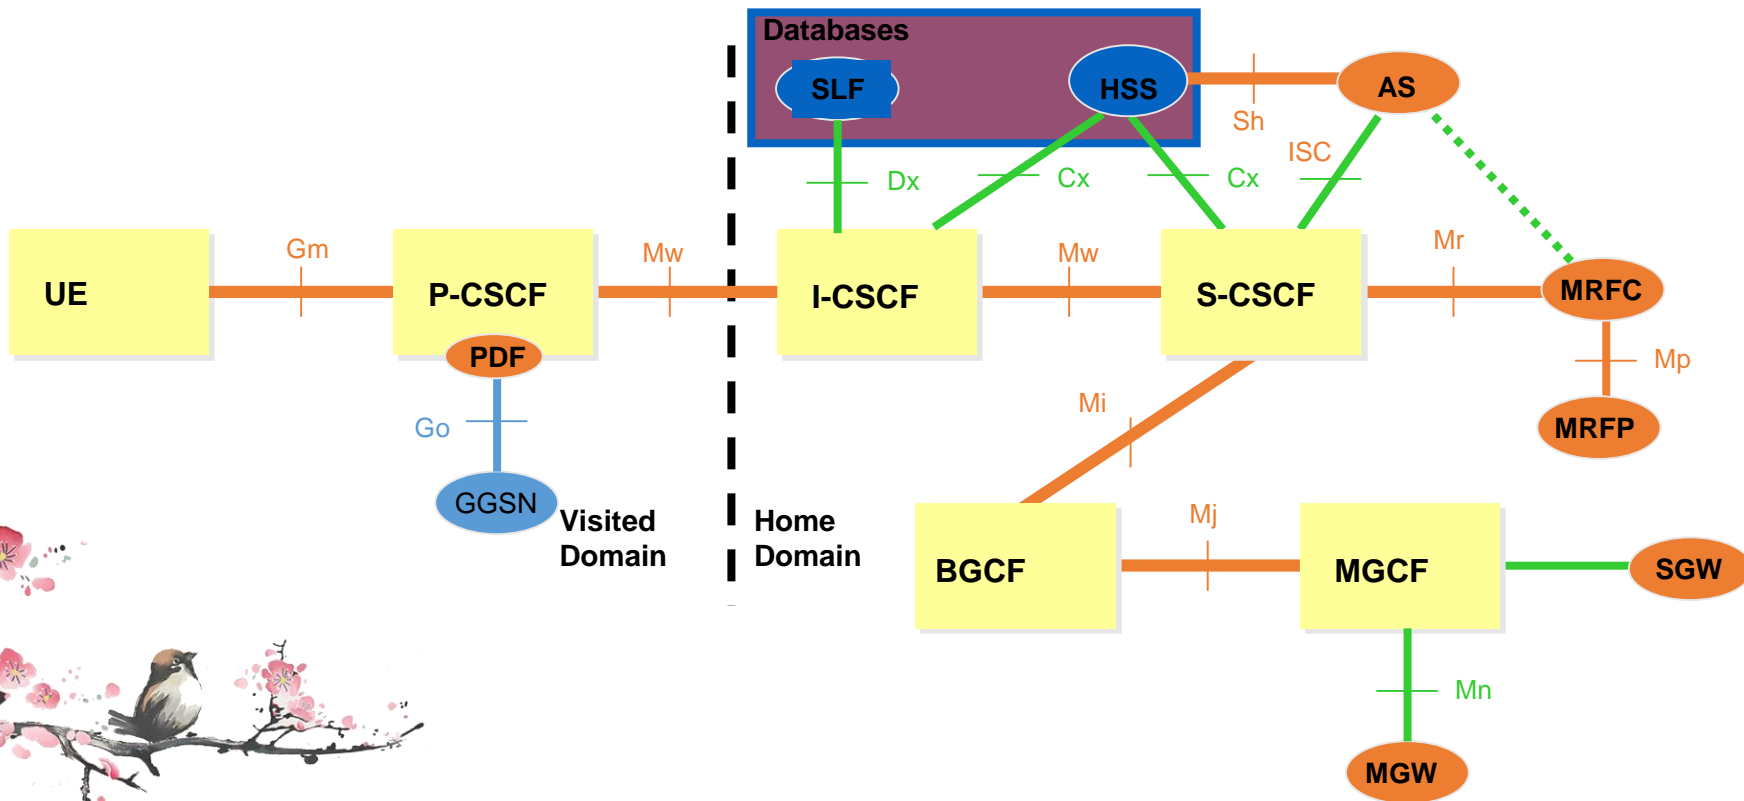 Databases
SLF
HSS
AS
Sh
ISC
Dx
Cx
Cx
Gm
Mw
Mw
Mr
UE
P-CSCF
I-CSCF
S-CSCF
MRFC
PDF
Mp
Go
Mi
MRFP
GGSN
Visited
Domain
Home
Domain
Mj
BGCF
MGCF
SGW
Mn
MGW